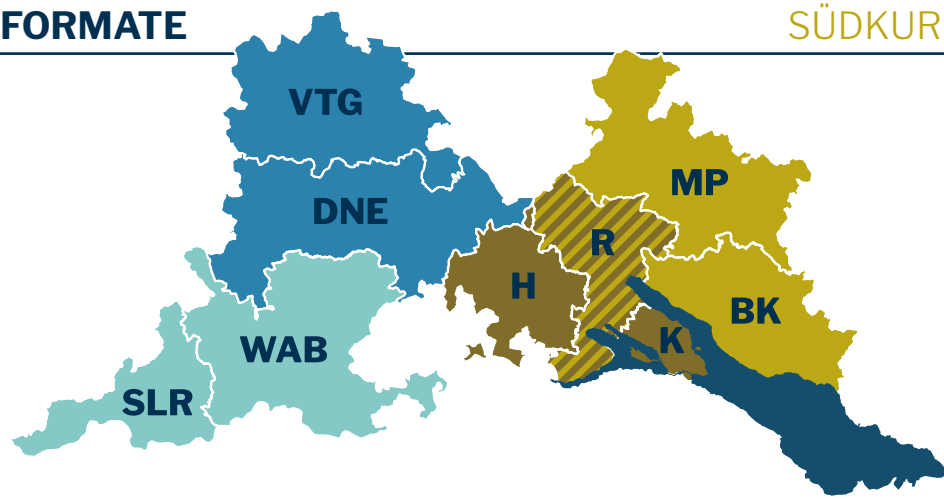 FORMATE SÜDKUR
VTG
MP
DNE
R
H
BK
K
WAB
SLR